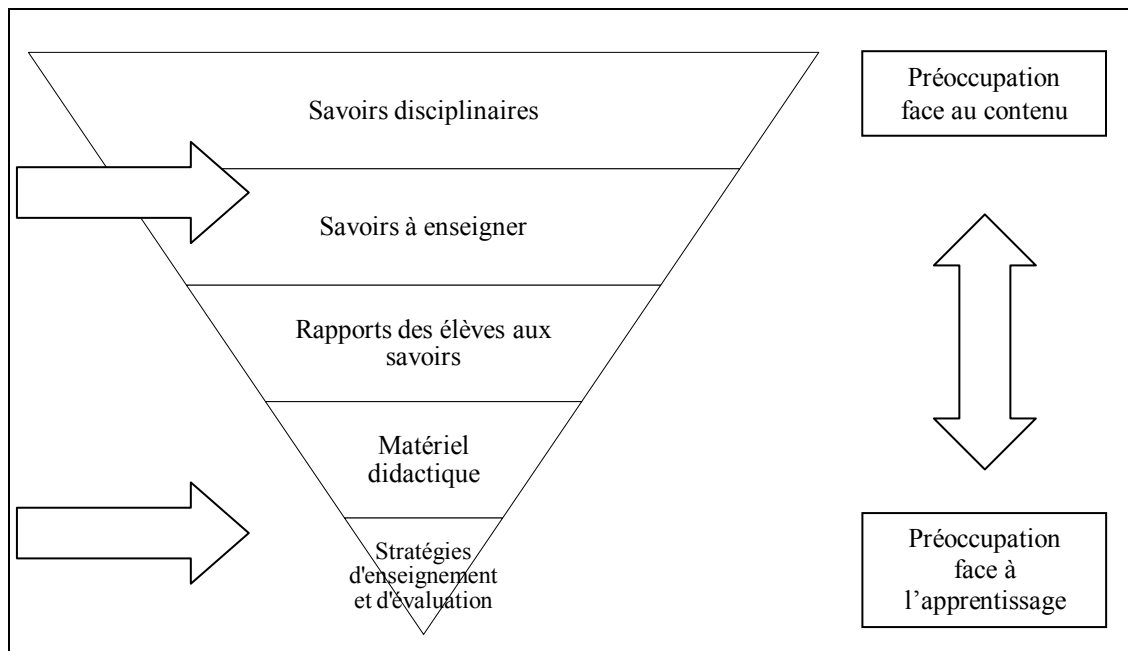 Savoirs disciplinaires
Préoccupation
face au contenu
Savoirs à enseigner
Rapports des élèves aux
savoirs
Matériel
didactique
Stratégies
d'enseignement
et d'évaluation
Préoccupation
face à
l’apprentissage